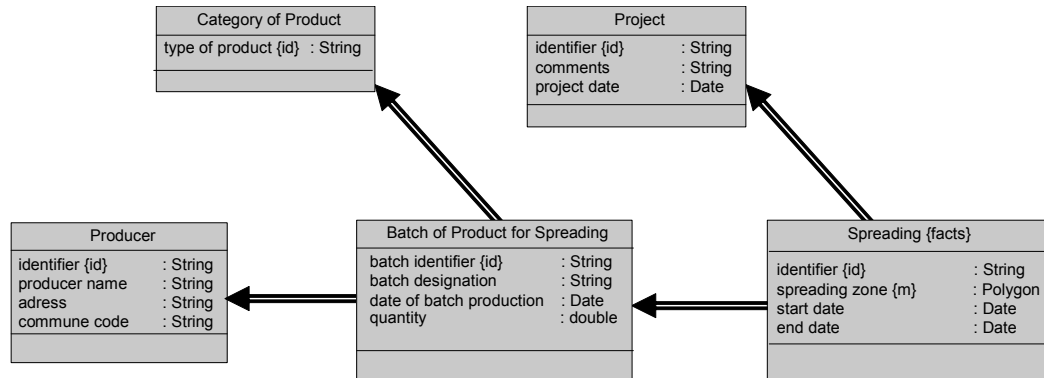 Category of Product
type of product {id} : String
Project
identifier {id} : String
comments : String
project date : Date
Producer
identifier {id} : String
producer name : String
adress : String
commune code : String
Batch of Product for Spreading
batch identifier {id} : String
batch designation : String
date of batch production : Date
quantity : double
Spreading {facts}
identifier {id} : String
spreading zone {m} : Polygon
start date : Date
end date : Date